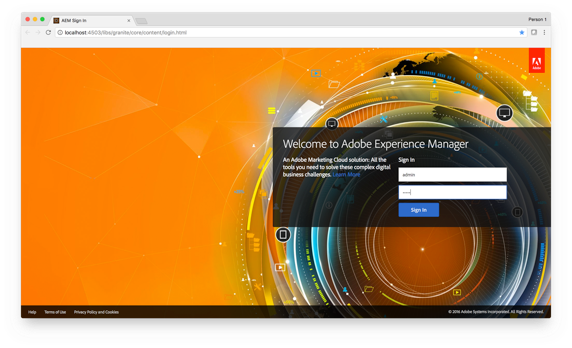 AEM Sign In
Person 1
localhost:4503/libs/granite/core/content/login.html
Adobe
Welcome to Adobe Experience Manager
An Adobe Marketing Cloud solution: All the
tools you need to solve these complex digital
business challenges. Learn More
Sign In
admin
Sign In
Help
Terms of Use
Privacy Policy and Cookies
© 2016 Adobe Systems Incorporated. All Rights Reserved.